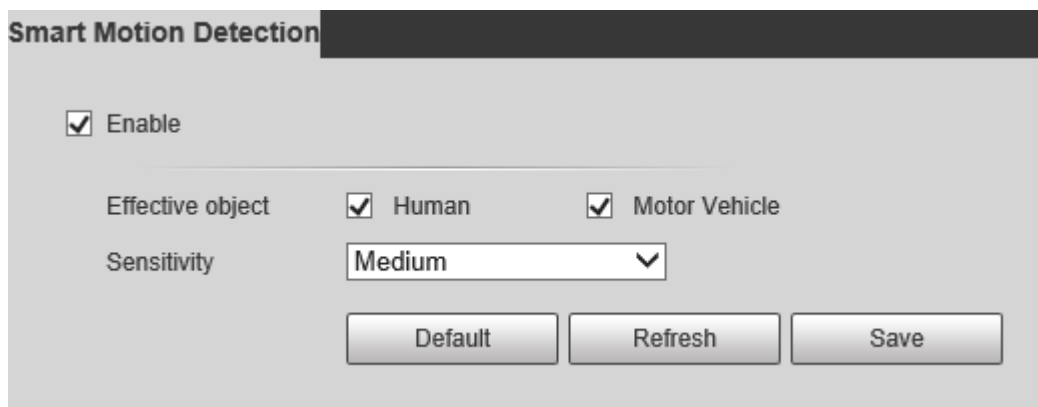 Smart Motion Detection
Enable
Effective object Human Motor Vehicle
Sensitivity Medium
Default Refresh Save